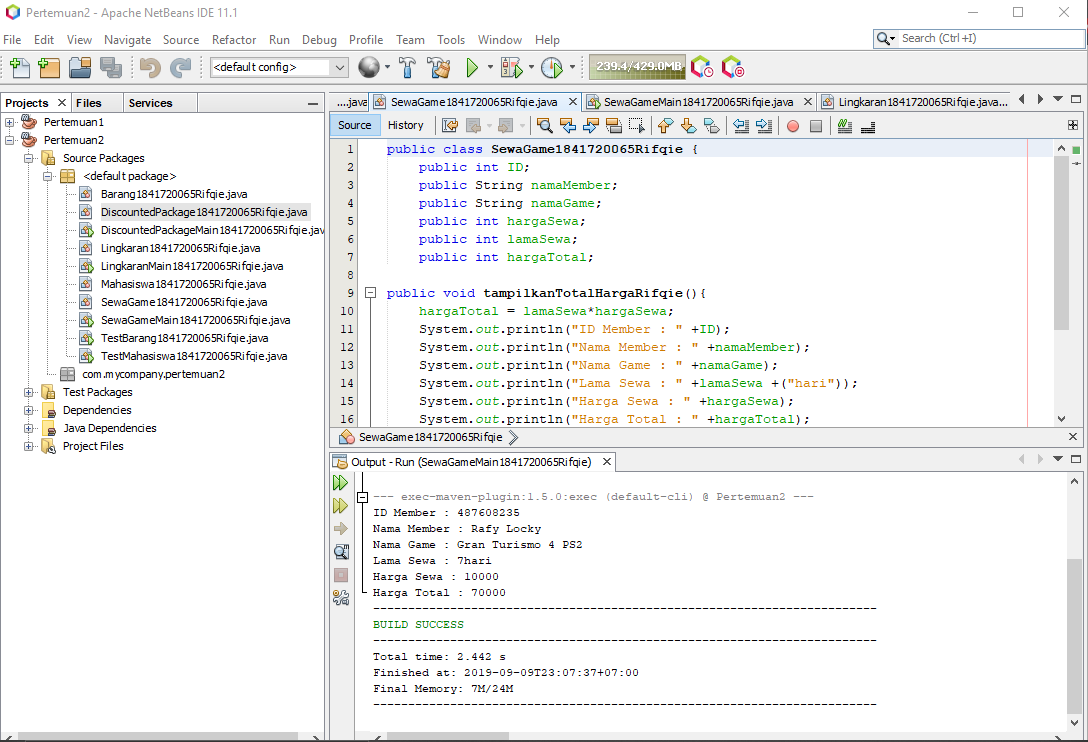 Pertemuan2 - Apache NetBeans IDE 11.1
File Edit View Navigate Source Refactor Run Debug Profile Team Tools Window Help
Search (Ctrl+I)
<default config>
239.4/429.0MB
Projects
Files
Services
Pertemuan1
Pertemuan2
Source Packages
<default package>
Barang1841720065Rifqie.java
DiscountedPackage1841720065Rifqie.java
DiscountedPackageMain1841720065Rifqie.jav
Lingkaran1841720065Rifqie.java
LingkaranMain1841720065Rifqie.java
Mahasiswa1841720065Rifqie.java
SewaGame1841720065Rifqie.java
SewaGameMain1841720065Rifqie.java
TestBarang1841720065Rifqie.java
TestMahasiswa1841720065Rifqie.java
com.mycompany.pertemuan2
Test Packages
Dependencies
Java Dependencies
Project Files
....java
SewaGame1841720065Rifqie.java
SewaGameMain1841720065Rifqie.java
Lingkaran1841720065Rifqie.java...
Source
History
1 public class SewaGame1841720065Rifqie {
2 public int ID;
3 public String namaMember;
4 public String namaGame;
5 public int hargaSewa;
6 public int lamaSewa;
7 public int hargaTotal;
8
9 public void tampilkanTotalHargaRifqie(){
10 hargaTotal = lamaSewa*hargaSewa;
11 System.out.println("ID Member : " +ID);
12 System.out.println("Nama Member : " +namaMember);
13 System.out.println("Nama Game : " +namaGame);
14 System.out.println("Lama Sewa : " +lamaSewa +("hari"));
15 System.out.println("Harga Sewa : " +hargaSewa);
16 System.out.println("Harga Total : " +hargaTotal);
SewaGame1841720065Rifqie
Output - Run (SewaGameMain1841720065Rifqie)
--- exec-maven-plugin:1.5.0:exec (default-cli) @ Pertemuan2 ---
ID Member : 487608235
Nama Member : Rafy Locky
Nama Game : Gran Turismo 4 PS2
Lama Sewa : 7hari
Harga Sewa : 10000
Harga Total : 70000
------------------------------------------------------------------------
BUILD SUCCESS
------------------------------------------------------------------------
Total time: 2.442 s
Finished at: 2019-09-09T23:07:37+07:00
Final Memory: 7M/24M
------------------------------------------------------------------------